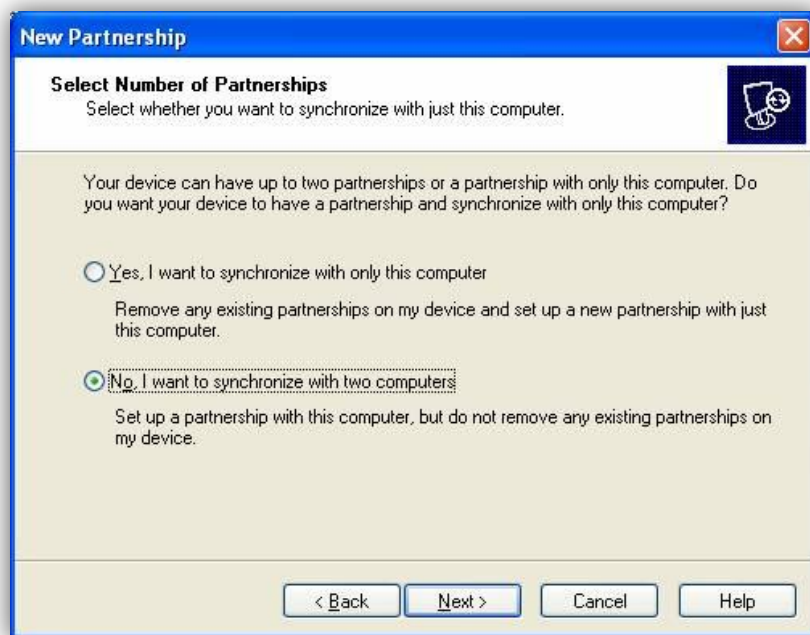 New Partnership
Select Number of Partnerships
Select whether you want to synchronize with just this computer.
Your device can have up to two partnerships or a partnership with only this computer. Do
you want your device to have a partnership and synchronize with only this computer?
Yes, I want to synchronize with only this computer
Remove any existing partnerships on my device and set up a new partnership with just
this computer.
No, I want to synchronize with two computers
Set up a partnership with this computer, but do not remove any existing partnerships on
my device.
< Back Next > Cancel Help